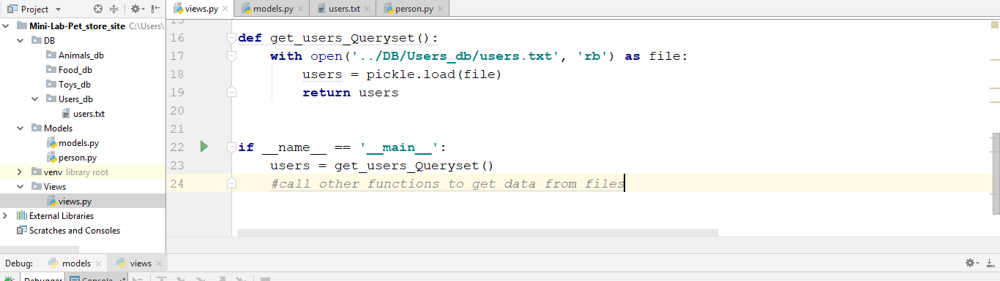 Project
views.py
models.py
users.txt
person.py
Mini-Lab-Pet_store_site C:\Users\
DB
Animals_db
Food_db
Toys_db
Users_db
users.txt
Models
models.py
person.py
venv library root
Views
views.py
External Libraries
Scratches and Consoles
15
16 def get_users_Queryset():
17 with open('../DB/Users_db/users.txt', 'rb') as file:
18 users = pickle.load(file)
19 return users
20
21
22 if __name__ == '__main__':
23 users = get_users_Queryset()
24 #call other functions to get data from files
Debug: models views
Debugger Console